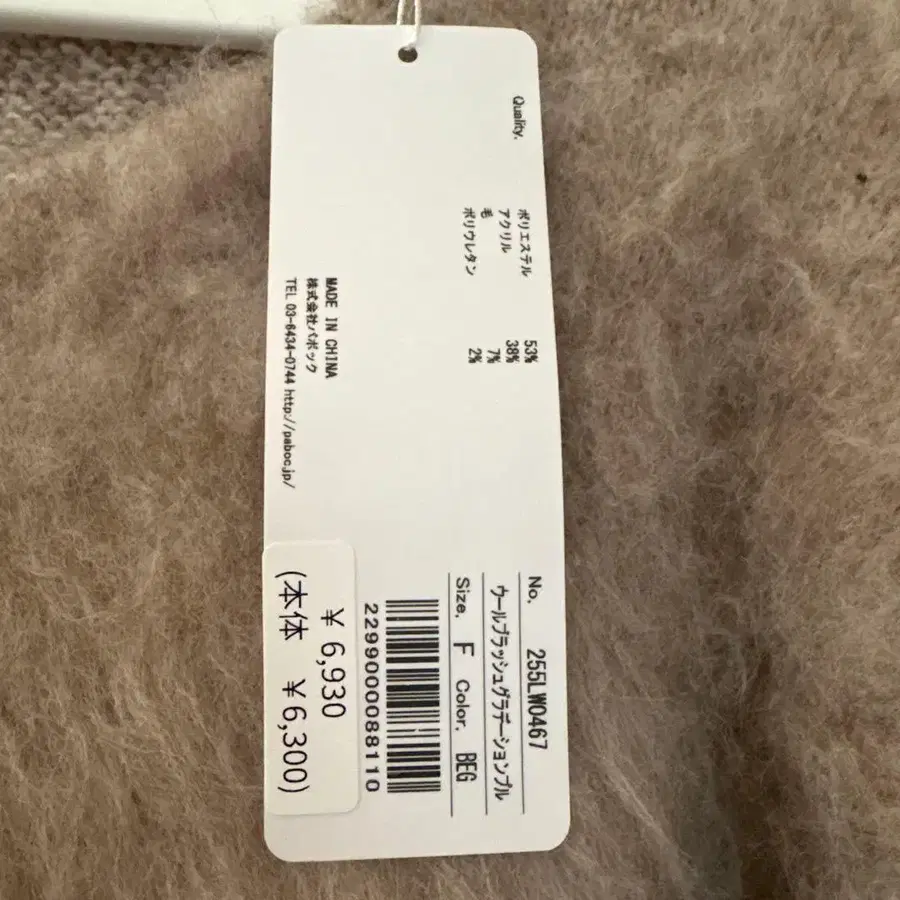 Quality.
ポリエステル 53%
アクリル 38%
毛 7%
ポリウレタン 2%
MADE IN CHINA
株式会社パボック
TEL 03-6434-0744 http://paboc.jp/
No. 255LW0467
ウールブラッシュグラデーションプル
Size. F Color. BEG
2299000088110
¥6,930
(本体 ¥6,300)